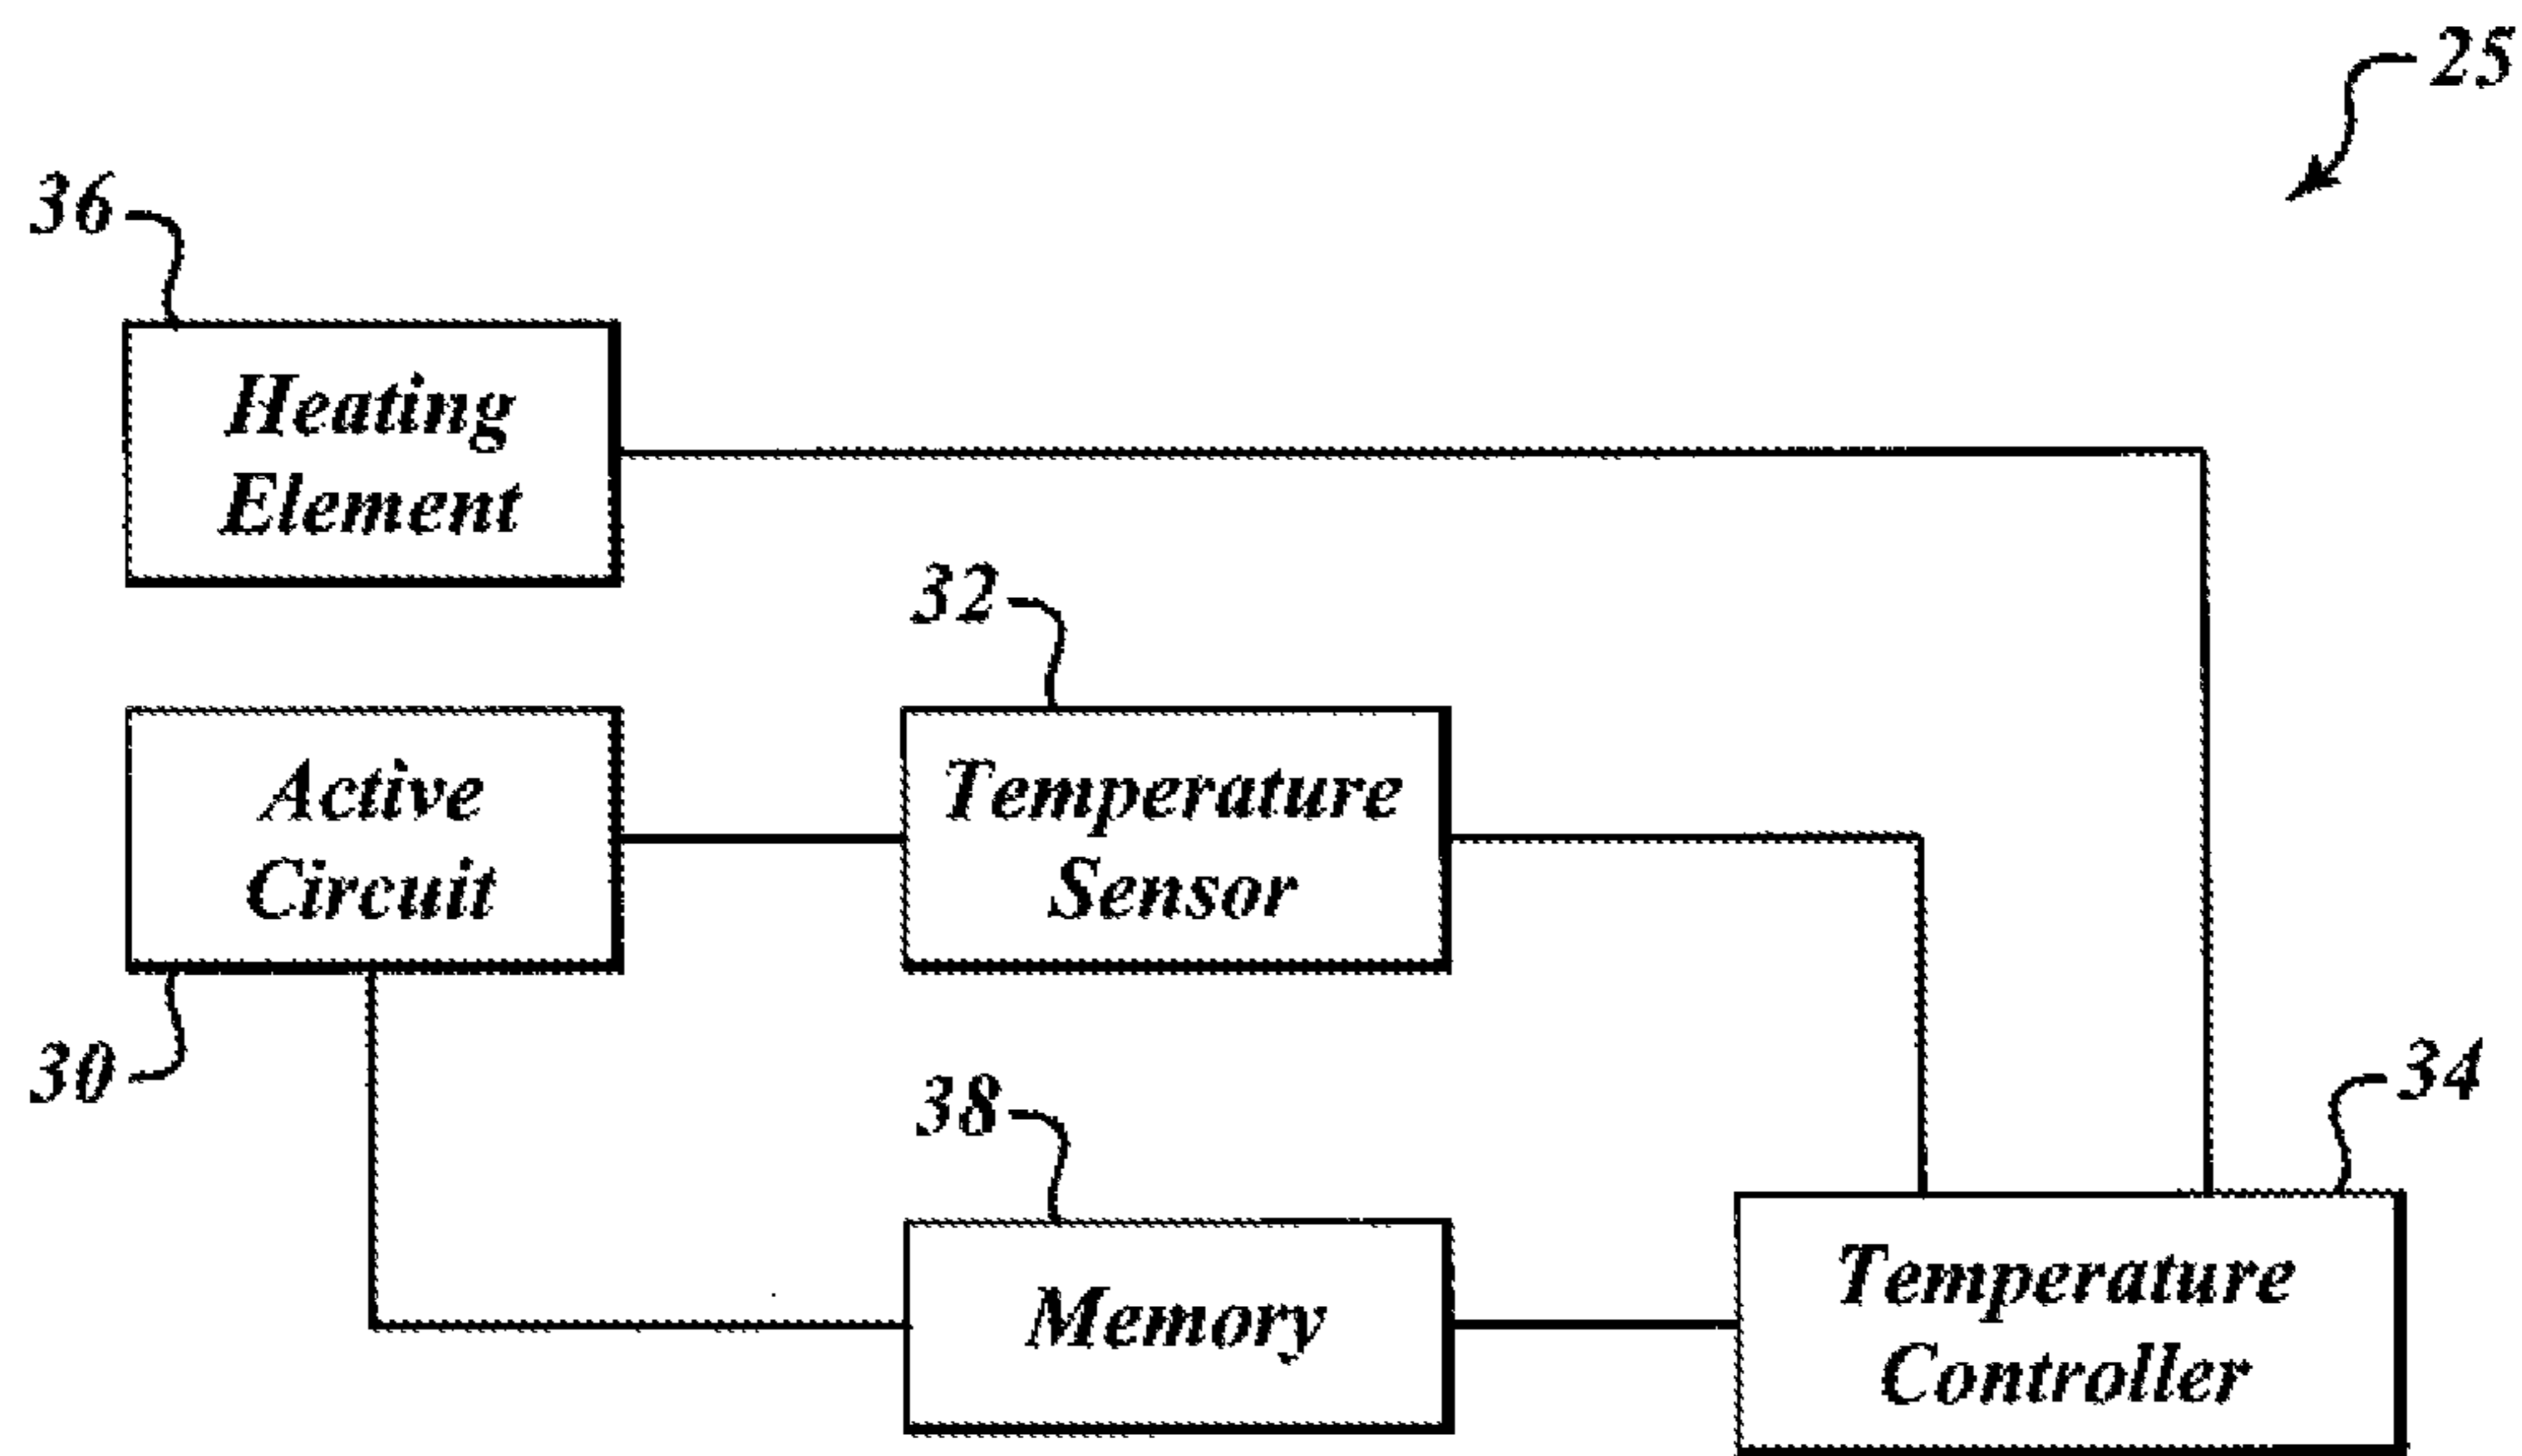 25
36
Heating
Element
32
Active
Circuit
Temperature
Sensor
30
38
34
Memory
Temperature
Controller